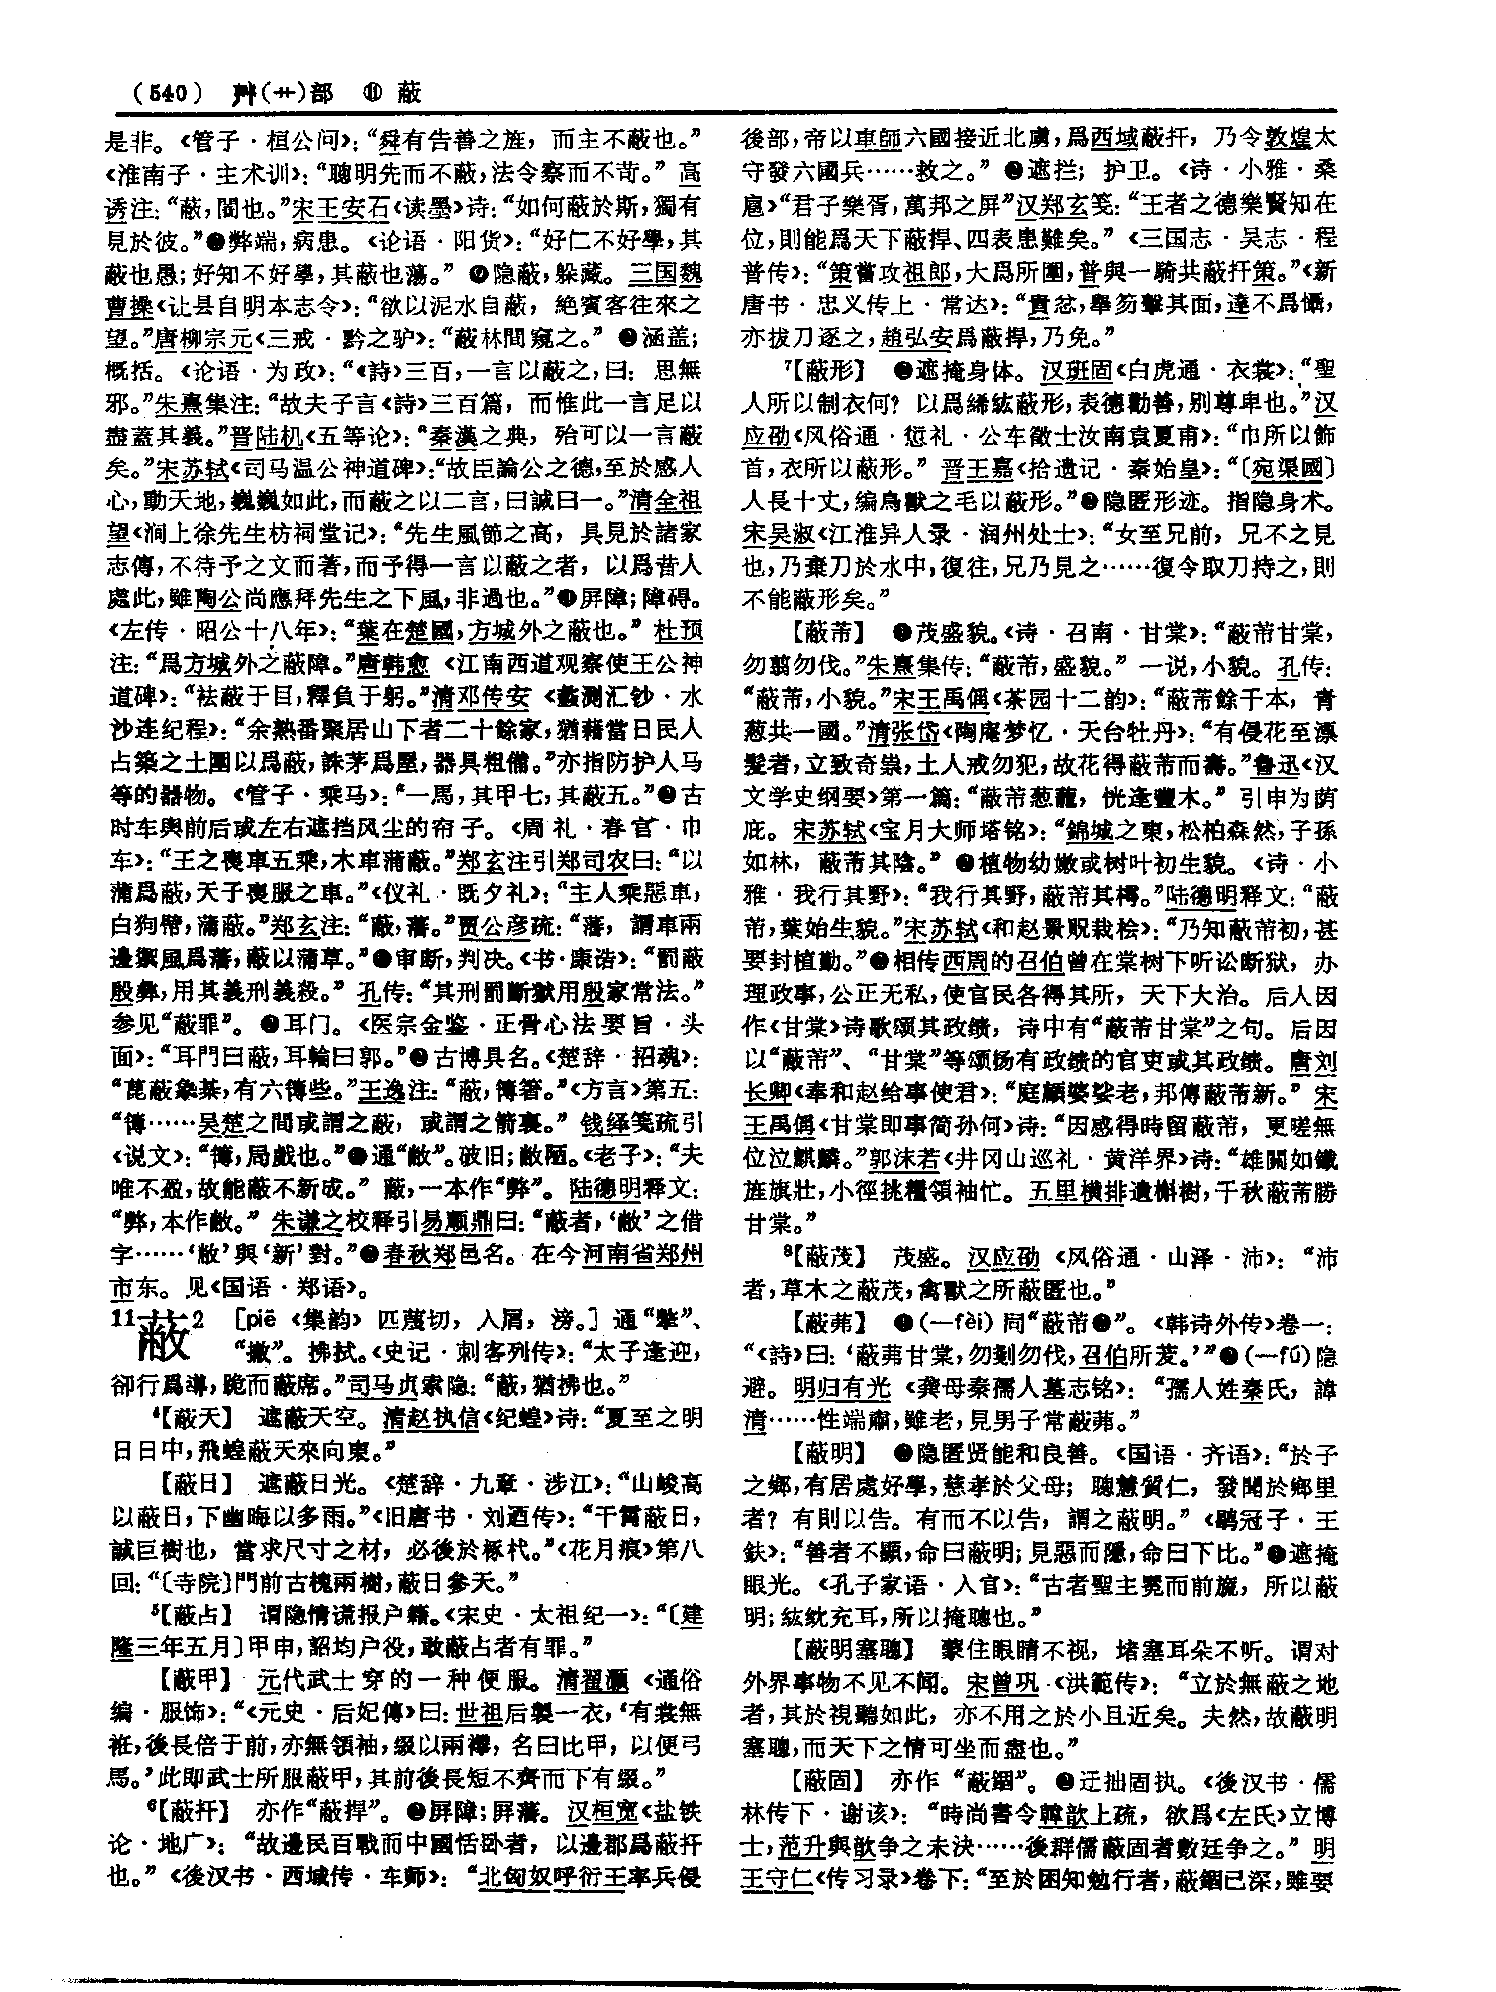 (540) 艸(艹)部 ⑪ 蔽
是非。《管子·桓公问》：“舜有告善之旌，而主不蔽也。”
《淮南子·主术训》：“聰明先而不蔽，法令察而不苛。”高
诱注：“蔽，闇也。”宋王安石《读墨》诗：“如何蔽於斯，獨有
見於彼。”●弊端，病患。《论语·阳货》：“好仁不好學，其
蔽也愚；好知不好學，其蔽也蕩。”●隐蔽，躲藏。三国魏
曹操《让县自明本志令》：“欲以泥水自蔽，絶賓客往來之
望。”唐柳宗元《三戒·黔之驴》：“蔽林間窺之。”●涵盖；
概括。《论语·为政》：“《詩》三百，一言以蔽之，曰：思無
邪。”朱熹集注：“故夫子言《詩》三百篇，而惟此一言足以
盡蓋其義。”晋陆机《五等论》：“秦漢之典，殆可以一言蔽
矣。”宋苏轼《司马温公神道碑》：“故臣論公之德，至於感人
心，動天地，巍巍如此，而蔽之以二言，曰誠曰一。”清全祖
望《涧上徐先生祊祠堂记》：“先生風節之高，具見於諸家
志傳，不待予之文而著，而予得一言以蔽之者，以爲昔人
處此，雖陶公尚應拜先生之下風，非過也。”●屏障；障碍。
《左传·昭公十八年》：“葉在楚國，方城外之蔽也。”杜预
注：“爲方城外之蔽障。”唐韩愈《江南西道观察使王公神
道碑》：“袪蔽于目，釋負于躬。”清邓传安《蠡测汇钞·水
沙连纪程》：“余熟番聚居山下者二十餘家，猶藉當日民人
占築之土圍以爲蔽，誅茅爲屋，器具粗備。”亦指防护人马
等的器物。《管子·乘马》：“一馬，其甲七，其蔽五。”●古
时车舆前后或左右遮挡风尘的帘子。《周礼·春官·巾
车》：“王之喪車五乘，木車蒲蔽。”郑玄注引郑司农曰：“以
蒲爲蔽，天子喪服之車。”《仪礼·既夕礼》：“主人乘惡車，
白狗幦，蒲蔽。”郑玄注：“蔽，藩。”贾公彦疏：“藩，謂車兩
邊禦風爲藩，蔽以蒲草。”●审断，判决。《书·康诰》：“罰蔽
殷彝，用其義刑義殺。”孔传：“其刑罰斷獄用殷家常法。”
参见“蔽罪”。●耳门。《医宗金鉴·正骨心法要旨·头
面》：“耳門曰蔽，耳輪曰郭。”●古博具名。《楚辞·招魂》：
“菎蔽象棊，有六簙些。”王逸注：“蔽，簙箸。”《方言》第五：
“簙……吴楚之間或謂之蔽，或謂之箭裏。”钱绎笺疏引
《说文》：“簙，局戲也。”●通“敝”。破旧；敝陋。《老子》：“夫
唯不盈，故能蔽不新成。”蔽，一本作“弊”。陆德明释文：
“弊，本作敝。”朱谦之校释引易顺鼎曰：“蔽者，‘敝’之借
字……‘敝’與‘新’對。”●春秋郑邑名。在今河南省郑州
市东。见《国语·郑语》。
11蔽2 [piē 《集韵》匹蔑切，入屑，滂。] 通“擎”、
“撇”。拂拭。《史记·刺客列传》：“太子逢迎，
卻行爲導，跪而蔽席。”司马贞索隐：“蔽，猶拂也。”
4【蔽天】 遮蔽天空。清赵执信《纪蝗》诗：“夏至之明
日日中，飛蝗蔽天來向東。”
【蔽日】 遮蔽日光。《楚辞·九章·涉江》：“山峻高
以蔽日，下幽晦以多雨。”《旧唐书·刘迺传》：“干霄蔽日，
誠巨樹也，當求尺寸之材，必後於椓杙。”《花月痕》第八
回：“〔寺院〕門前古槐兩樹，蔽日參天。”
5【蔽占】 谓隐情谎报户籍。《宋史·太祖纪一》：“〔建
隆三年五月〕甲申，詔均户役，敢蔽占者有罪。”
【蔽甲】 元代武士穿的一种便服。清翟灏《通俗
编·服饰》：“《元史·后妃傳》曰：世祖后製一衣，‘有裳無
袵，後長倍于前，亦無領袖，綴以兩襻，名曰比甲，以便弓
馬。’此即武士所服蔽甲，其前後長短不齊而下有綴。”
6【蔽扞】 亦作“蔽捍”。●屏障；屏藩。汉桓宽《盐铁
论·地广》：“故邊民百戰而中國恬卧者，以邊郡爲蔽扞
也。”《後汉书·西域传·车师》：“北匈奴呼衍王率兵侵
後部，帝以車師六國接近北虜，爲西域蔽扞，乃令敦煌太
守發六國兵……救之。”●遮拦；护卫。《诗·小雅·桑
扈》“君子樂胥，萬邦之屏”汉郑玄笺：“王者之德樂賢知在
位，則能爲天下蔽捍、四表患難矣。”《三国志·吴志·程
普传》：“策嘗攻祖郎，大爲所圍，普與一騎共蔽扞策。”《新
唐书·忠义传上·常达》：“賁忿，舉笏擊其面，達不爲懾，
亦拔刀逐之，趙弘安爲蔽捍，乃免。”
7【蔽形】 ●遮掩身体。汉班固《白虎通·衣裳》：“聖
人所以制衣何？以爲絺紘蔽形，表德勸善，别尊卑也。”汉
应劭《风俗通·愆礼·公车徵士汝南袁夏甫》：“巾所以飾
首，衣所以蔽形。”晋王嘉《拾遗记·秦始皇》：“〔宛渠國〕
人長十丈，编鳥獸之毛以蔽形。”●隐匿形迹。指隐身术。
宋吴淑《江淮异人录·润州处士》：“女至兄前，兄不之見
也，乃棄刀於水中，復往，兄乃見之……復令取刀持之，則
不能蔽形矣。”
【蔽芾】 ●茂盛貌。《诗·召南·甘棠》：“蔽芾甘棠，
勿翦勿伐。”朱熹集传：“蔽芾，盛貌。”一说，小貌。孔传：
“蔽芾，小貌。”宋王禹偁《茶园十二韵》：“蔽芾餘千本，青
葱共一園。”清张岱《陶庵梦忆·天台牡丹》：“有侵花至漂
髮者，立致奇祟，土人戒勿犯，故花得蔽芾而壽。”鲁迅《汉
文学史纲要》第一篇：“蔽芾葱蘢，恍逢豐木。”引申为荫
庇。宋苏轼《宝月大师塔铭》：“錦城之東，松柏森然，子孫
如林，蔽芾其陰。”●植物幼嫩或树叶初生貌。《诗·小
雅·我行其野》：“我行其野，蔽芾其樗。”陆德明释文：“蔽
芾，葉始生貌。”宋苏轼《和赵景贶栽桧》：“乃知蔽芾初，甚
要封植勤。”●相传西周的召伯曾在棠树下听讼断狱，办
理政事，公正无私，使官民各得其所，天下大治。后人因
作《甘棠》诗歌颂其政绩，诗中有“蔽芾甘棠”之句。后因
以“蔽芾”、“甘棠”等颂扬有政绩的官吏或其政绩。唐刘
长卿《奉和赵给事使君》：“庭顧婆娑老，邦傳蔽芾新。”宋
王禹偁《甘棠即事简孙何》诗：“因感得時留蔽芾，更嗟無
位泣麒麟。”郭沫若《井冈山巡礼·黄洋界》诗：“雄關如鐵
旌旗壯，小徑挑糧領袖忙。五里横排遺槲樹，千秋蔽芾勝
甘棠。”
8【蔽茂】 茂盛。汉应劭《风俗通·山泽·沛》：“沛
者，草木之蔽茂，禽獸之所蔽匿也。”
【蔽茀】 ●(—fèi)同“蔽芾●”。《韩诗外传》卷一：
“《詩》曰：‘蔽茀甘棠，勿剗勿伐，召伯所茇。’”●(—fú)隐
避。明归有光《龚母秦孺人墓志铭》：“孺人姓秦氏，諱
清……性端肅，雖老，見男子常蔽茀。”
【蔽明】 ●隐匿贤能和良善。《国语·齐语》：“於子
之鄉，有居處好學，慈孝於父母；聰慧質仁，發聞於鄉里
者？有則以告。有而不以告，謂之蔽明。”《鹖冠子·王
鈇》：“善者不顯，命曰蔽明；見惡而隱，命曰下比。”●遮掩
眼光。《孔子家语·入官》：“古者聖主冕而前旒，所以蔽
明；紘紞充耳，所以掩聰也。”
【蔽明塞聰】 蒙住眼睛不视，堵塞耳朵不听。谓对
外界事物不见不闻。宋曾巩《洪範传》：“立於無蔽之地
者，其於視聽如此，亦不用之於小且近矣。夫然，故蔽明
塞聰，而天下之情可坐而盡也。”
【蔽固】 亦作“蔽錮”。●迂拙固执。《後汉书·儒
林传下·谢该》：“時尚書令韓歆上疏，欲爲《左氏》立博
士，范升與歆争之未決……後群儒蔽固者數廷争之。”明
王守仁《传习录》卷下：“至於困知勉行者，蔽錮已深，雖要